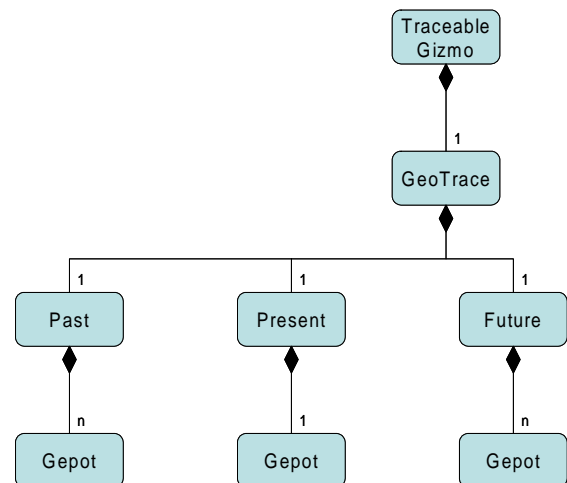 Traceable
Gizmo
1
GeoTrace
1 1 1
Past Present Future
n 1 n
Gepot Gepot Gepot